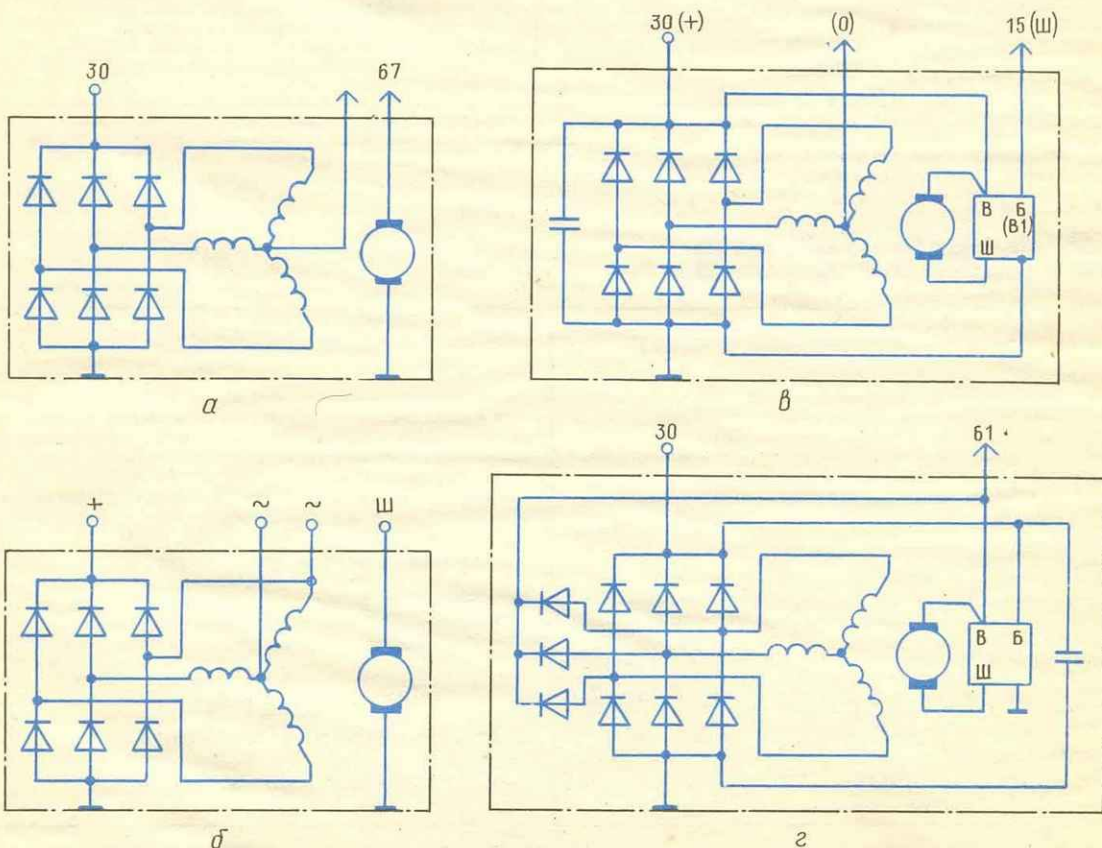 30 67
30 (+) (0) 15 (Ш)
В Б
(В1)
Ш
а
в
+ ~ ~ Ш
30 61
В Б
Ш
б
г